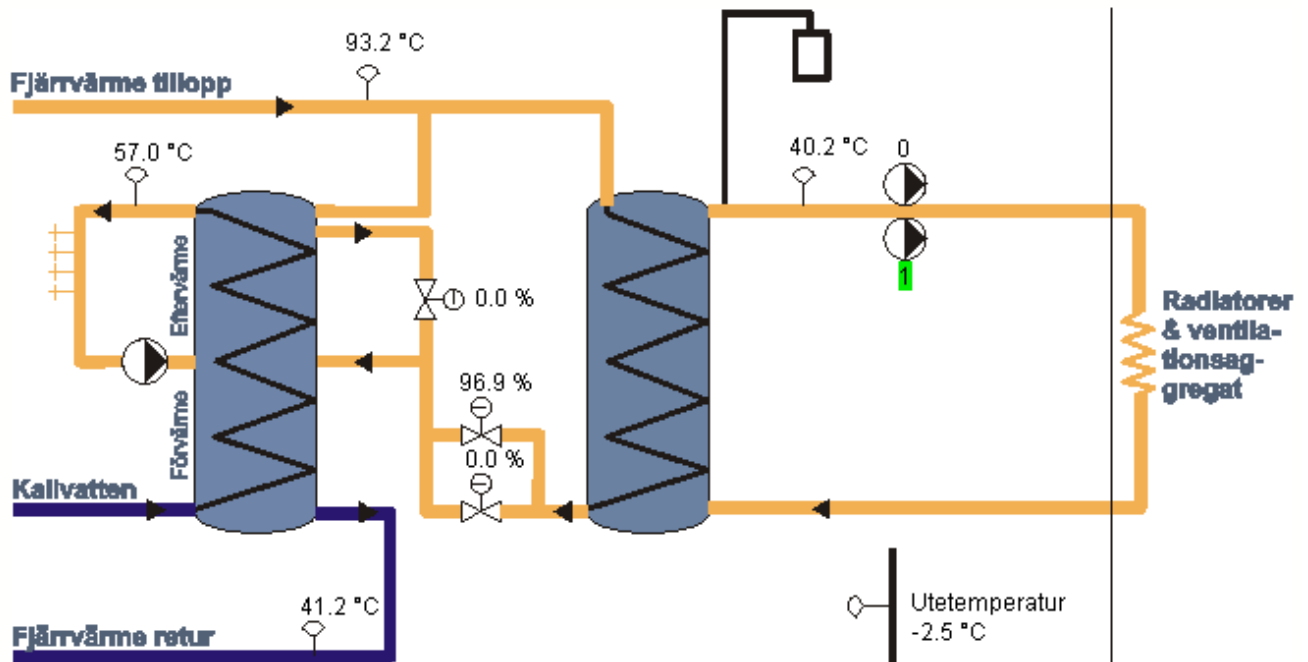 93.2 °C
Fjärrvärme tillopp
57.0 °C
40.2 °C
0
1
Eftervärme
0.0 %
Radiatorer
& ventila-
tionsag-
gregat
96.9 %
Förvärme
0.0 %
Kallvatten
41.2 °C
Utetemperatur
-2.5 °C
Fjärrvärme retur